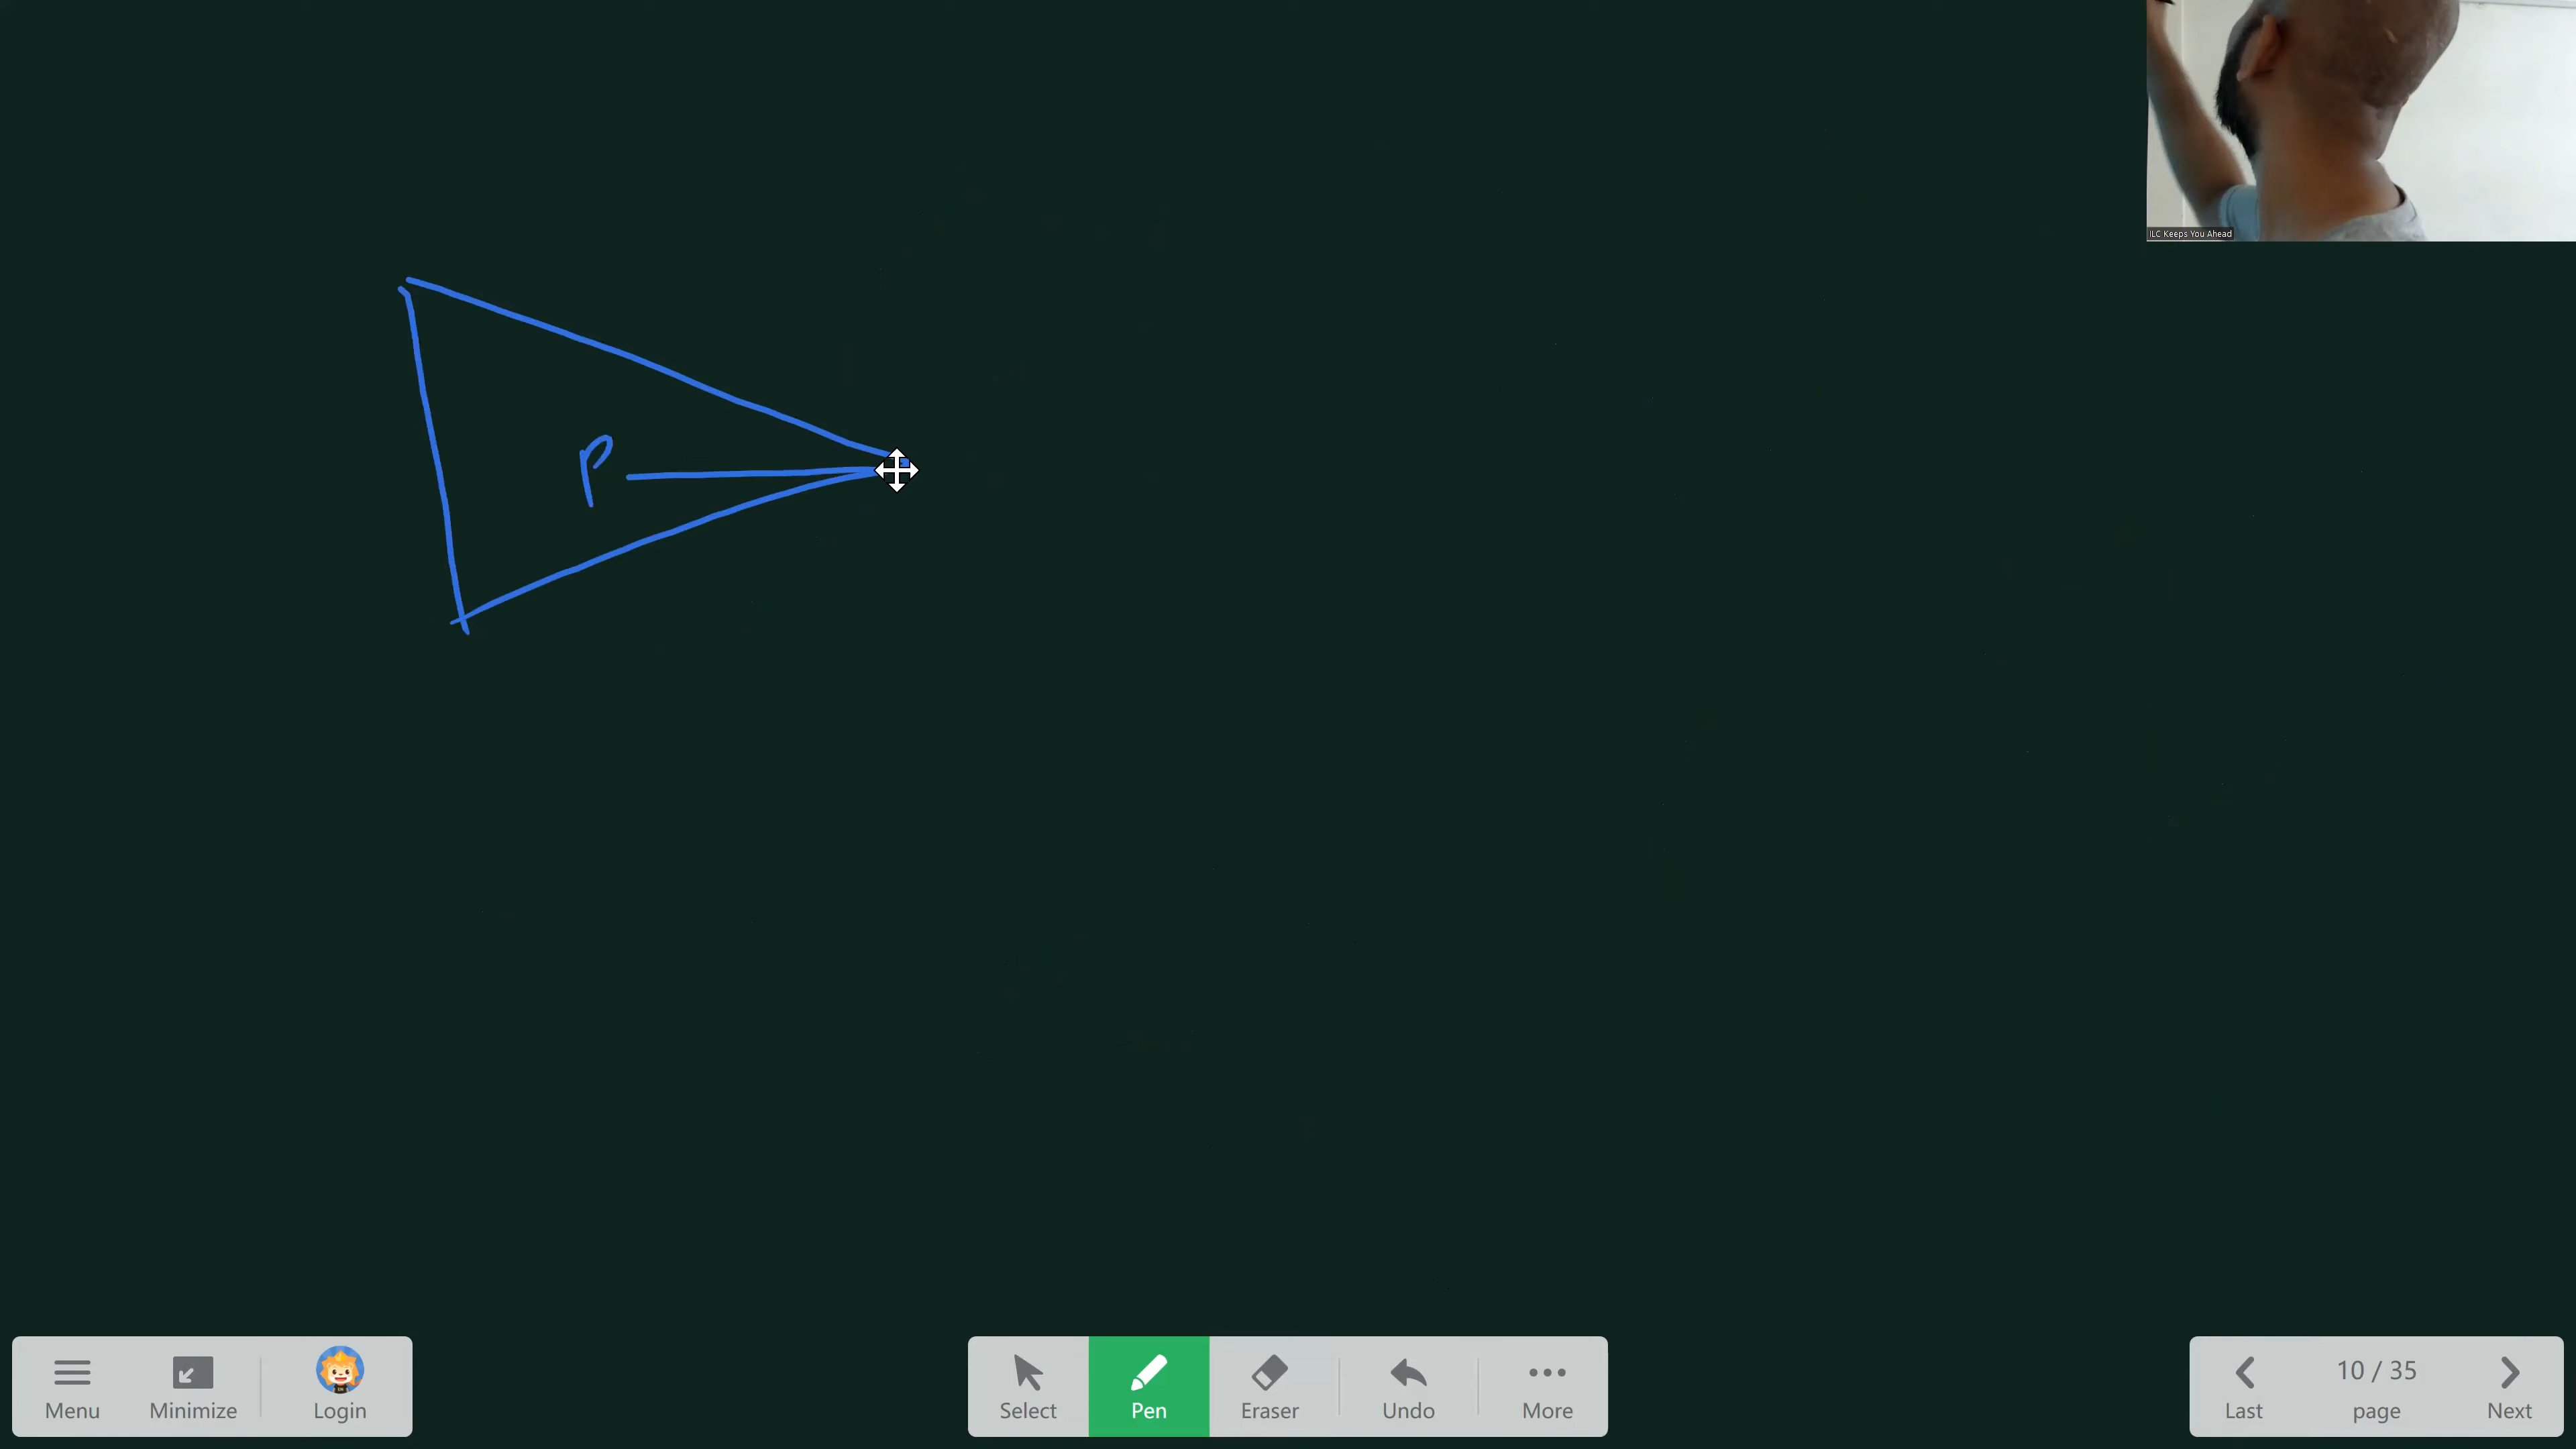 ILC Keeps You Ahead
P
Menu
Minimize
Login
Select
Pen
Eraser
Undo
More
Last
10 / 35
page
Next